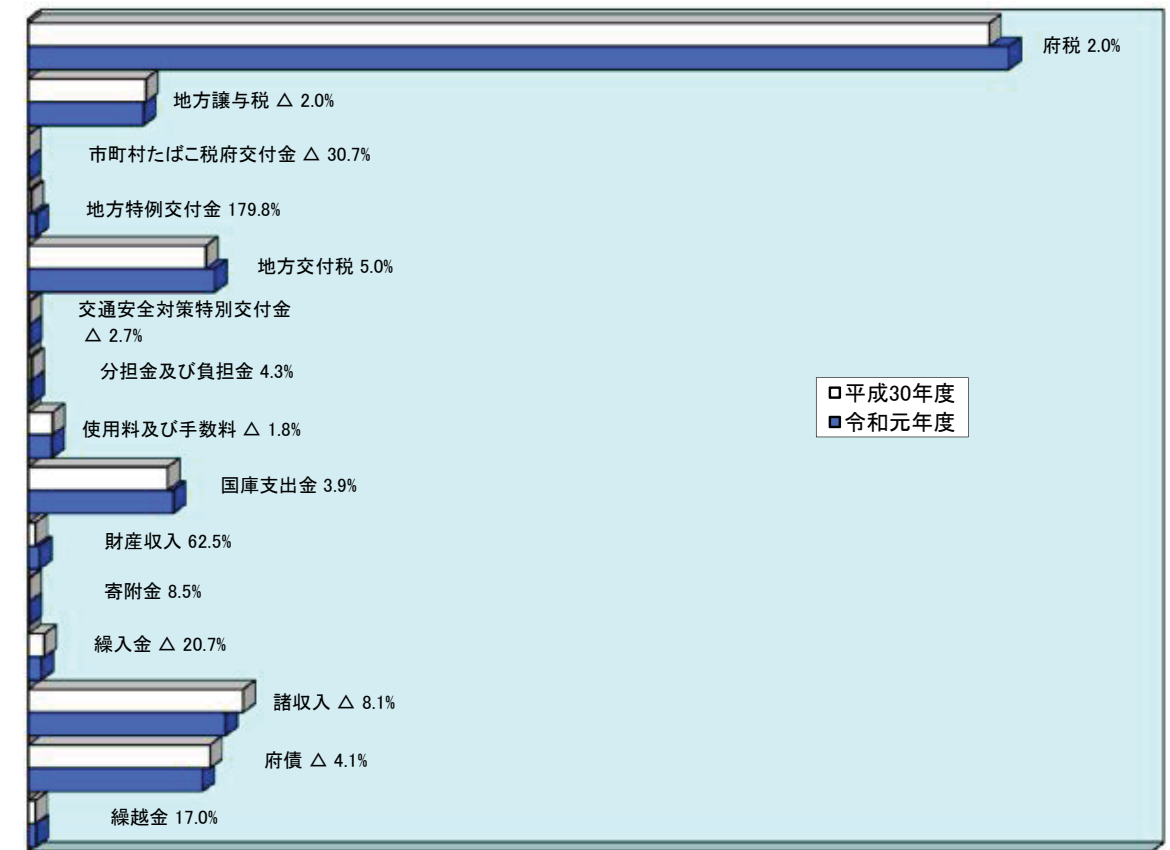 府税 2.0%
地方譲与税 △ 2.0%
市町村たばこ税府交付金 △ 30.7%
地方特例交付金 179.8%
地方交付税 5.0%
交通安全対策特別交付金
△ 2.7%
分担金及び負担金 4.3%
平成30年度
令和元年度
使用料及び手数料 △ 1.8%
国庫支出金 3.9%
財産収入 62.5%
寄附金 8.5%
繰入金 △ 20.7%
諸収入 △ 8.1%
府債 △ 4.1%
繰越金 17.0%